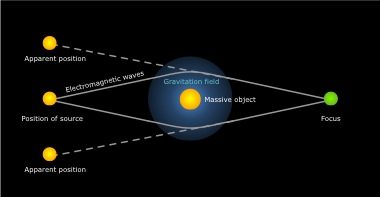 Apparent position
Electromagnetic waves
Gravitation field
Massive object
Position of source
Focus
Apparent position